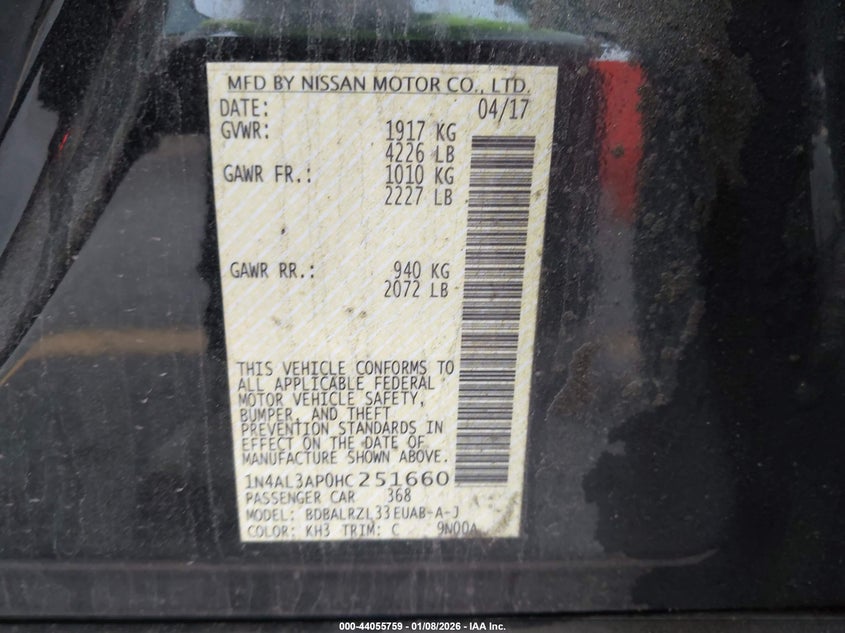 MFD BY NISSAN MOTOR CO., LTD.
DATE: 04/17
GVWR: 1917 KG
4226 LB
GAWR FR.: 1010 KG
2227 LB
GAWR RR.: 940 KG
2072 LB
THIS VEHICLE CONFORMS TO
ALL APPLICABLE FEDERAL
MOTOR VEHICLE SAFETY,
BUMPER, AND THEFT
PREVENTION STANDARDS IN
EFFECT ON THE DATE OF
MANUFACTURE SHOWN ABOVE.
1N4AL3AP0HC251660
PASSENGER CAR 368
MODEL: BDBALRZL33EUAB-A-J
COLOR: KH3 TRIM: C 9N00A
000-44055759 - 01/08/2026 - IAA Inc.